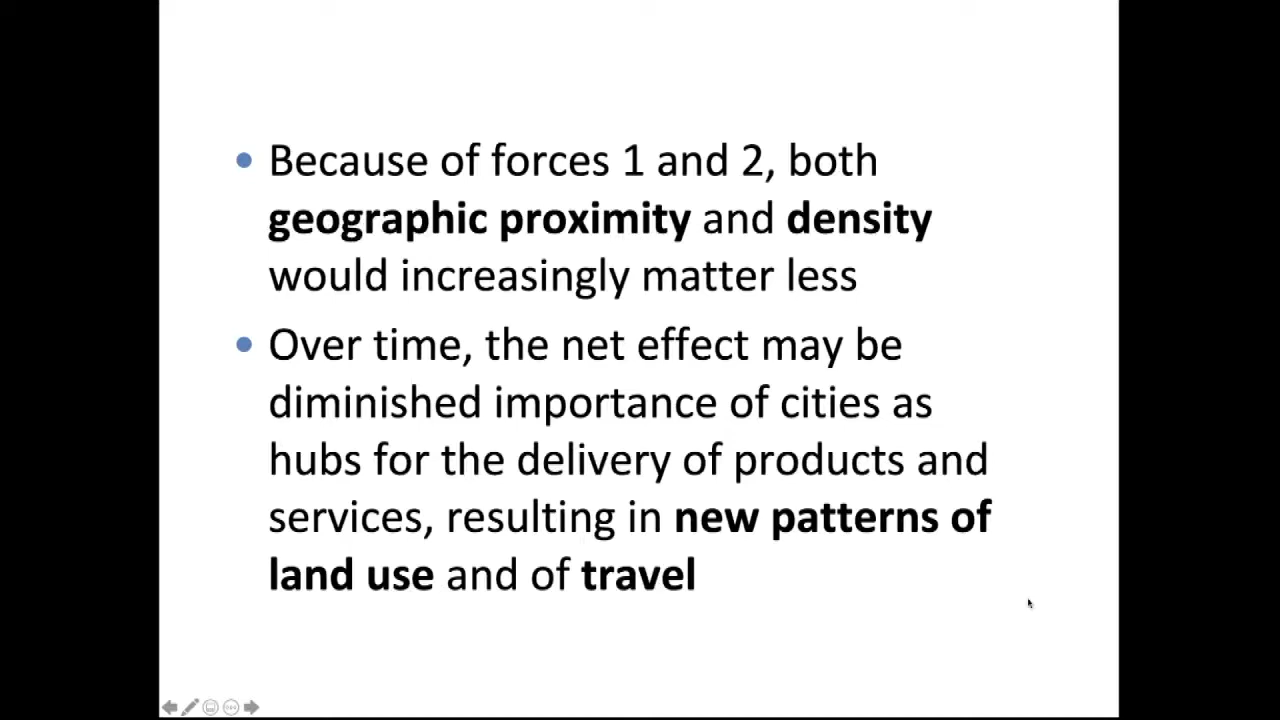 • Because of forces 1 and 2, both
geographic proximity and density
would increasingly matter less
• Over time, the net effect may be
diminished importance of cities as
hubs for the delivery of products and
services, resulting in new patterns of
land use and of travel